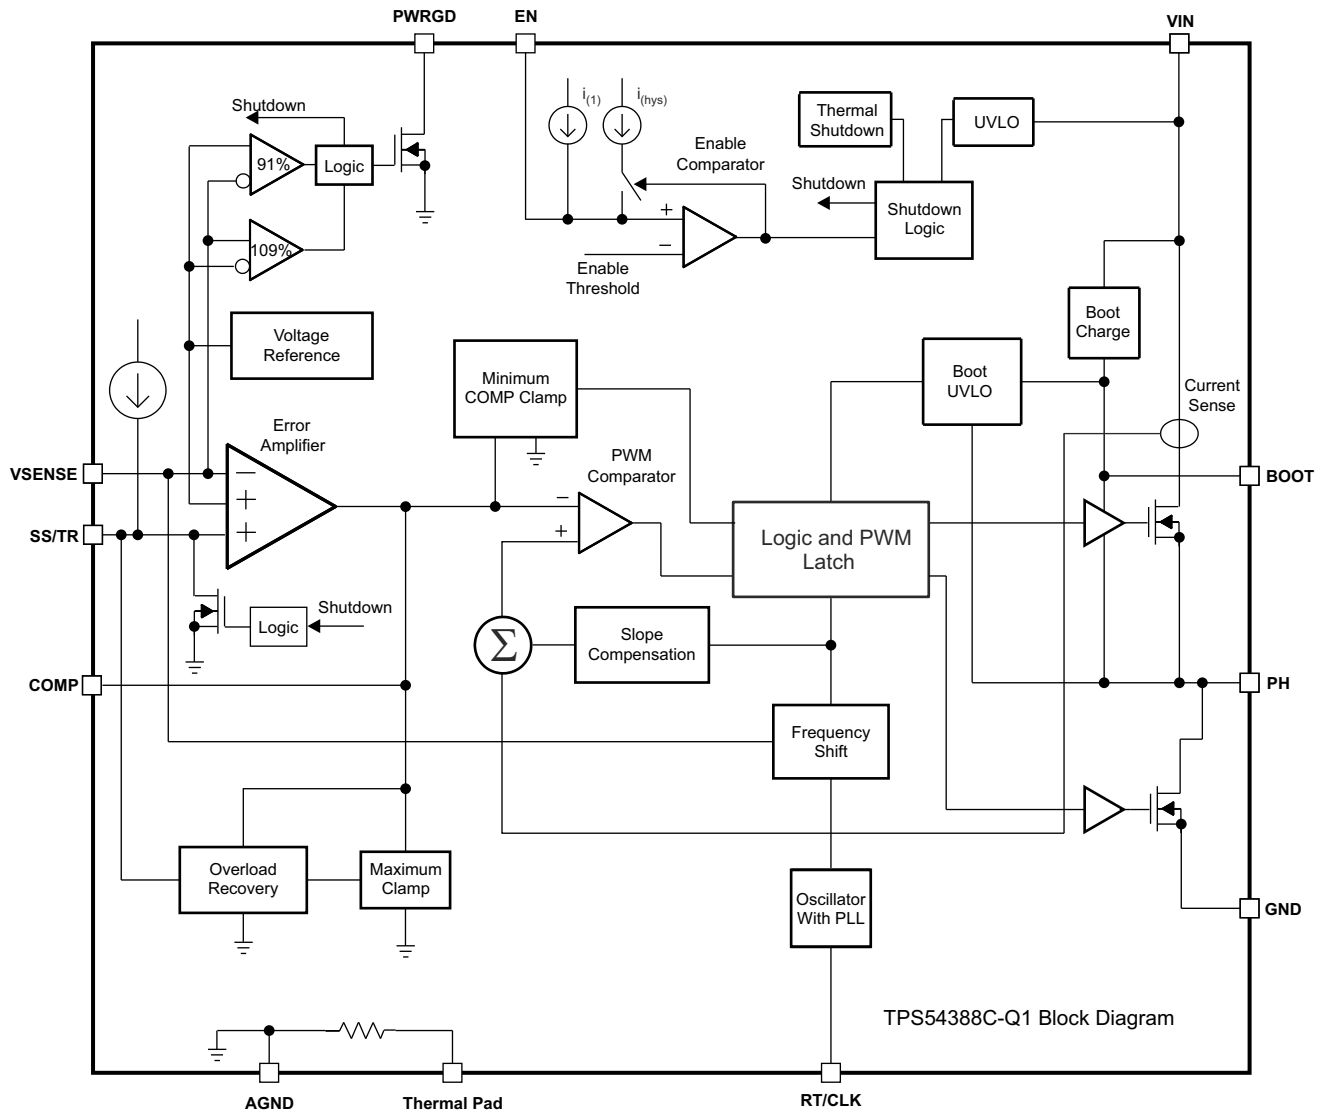 PWRGD
EN
VIN
Shutdown
91%
Logic
109%
i(1)
i(hys)
Enable
Comparator
+
−
Enable
Threshold
Thermal
Shutdown
UVLO
Shutdown
Shutdown
Logic
Voltage
Reference
Boot
Charge
Minimum
COMP Clamp
Boot
UVLO
Current
Sense
Error
Amplifier
PWM
Comparator
VSENSE
−
+
+
−
+
BOOT
SS/TR
Logic and PWM
Latch
Shutdown
Logic
Σ
Slope
Compensation
COMP
PH
Frequency
Shift
Overload
Recovery
Maximum
Clamp
Oscillator
With PLL
GND
TPS54388C-Q1 Block Diagram
AGND
Thermal Pad
RT/CLK